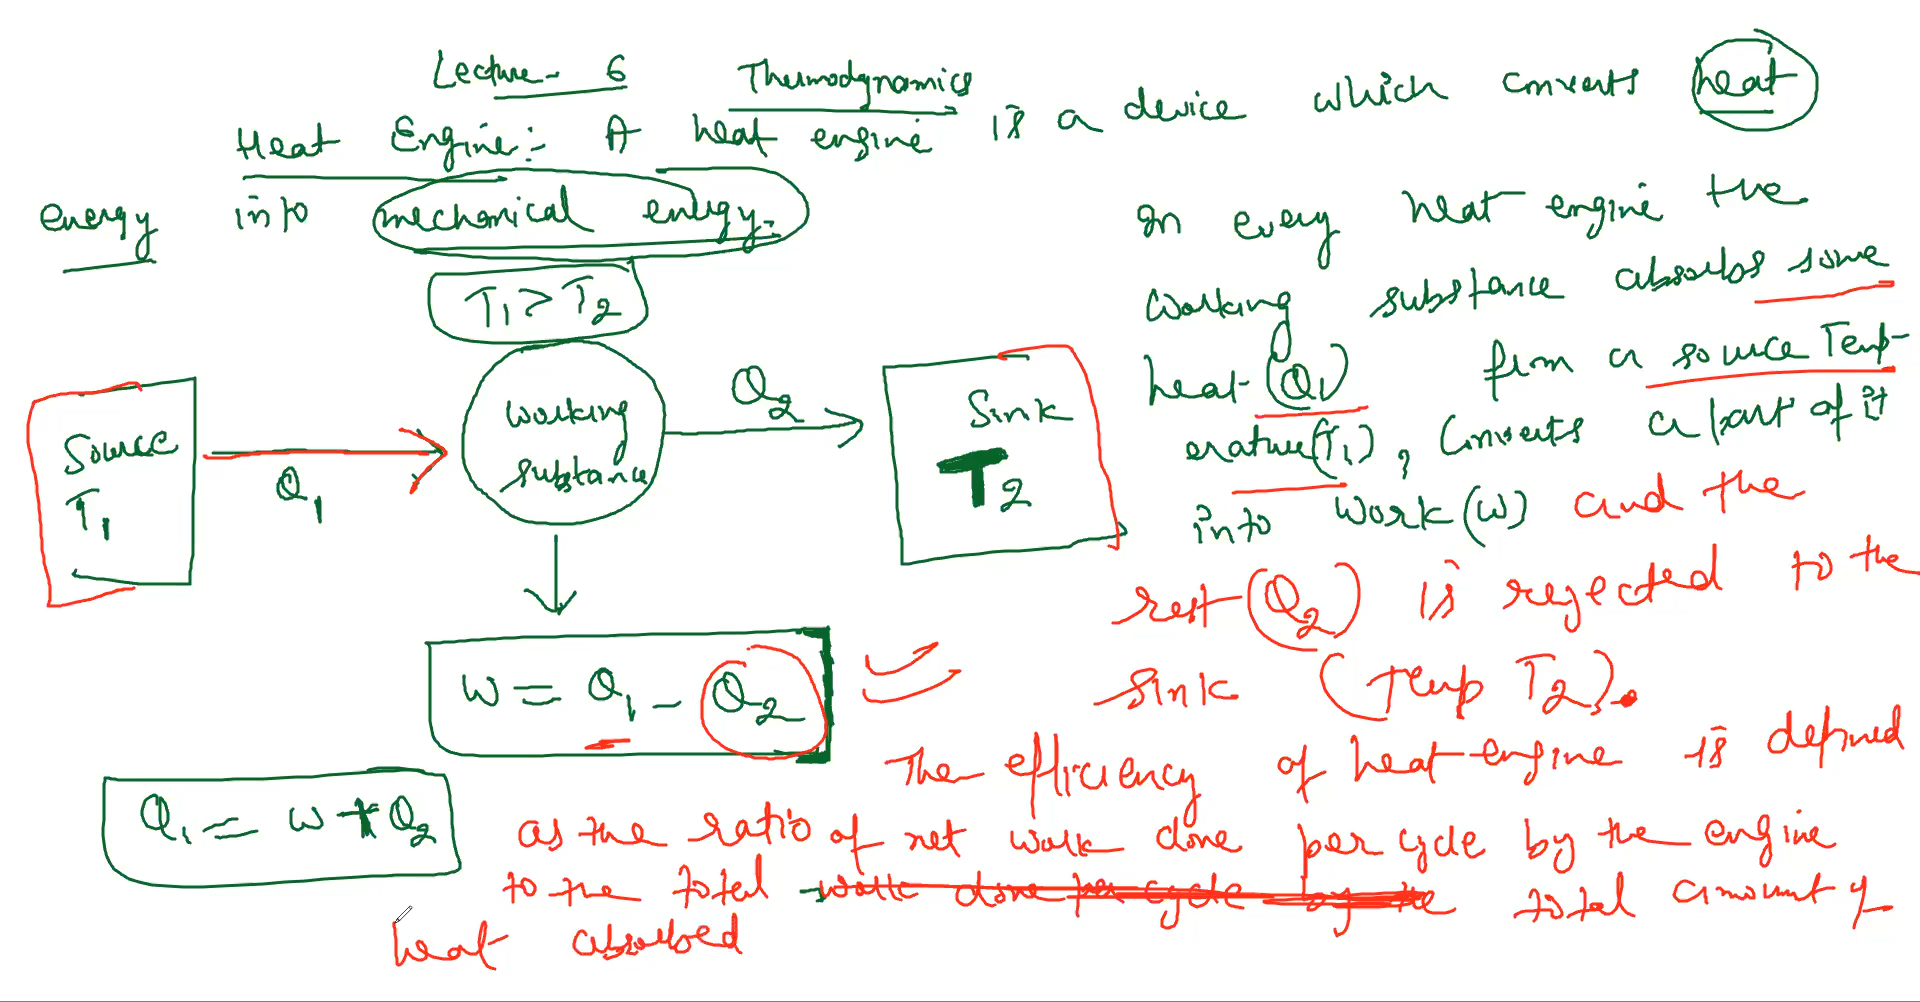 Lecture- 6 Thermodynamics
Heat Engine:- A heat engine is a device which converts heat
energy into mechanical energy.
T1 > T2
Source
T1
Q1
working
substance
Q2
Sink
T2
W = Q1 - Q2
Q1 = W + Q2
In every heat engine the
working substance absorbs some
heat (Q1) from a source Temp-
erature (T1), Converts a part of it
into work (W) and the
rest (Q2) is rejected to the
sink (Temp T2).
The efficiency of heat engine is defined
as the ratio of net work done per cycle by the engine
to the total work done per cycle by the total amount of
heat absorbed